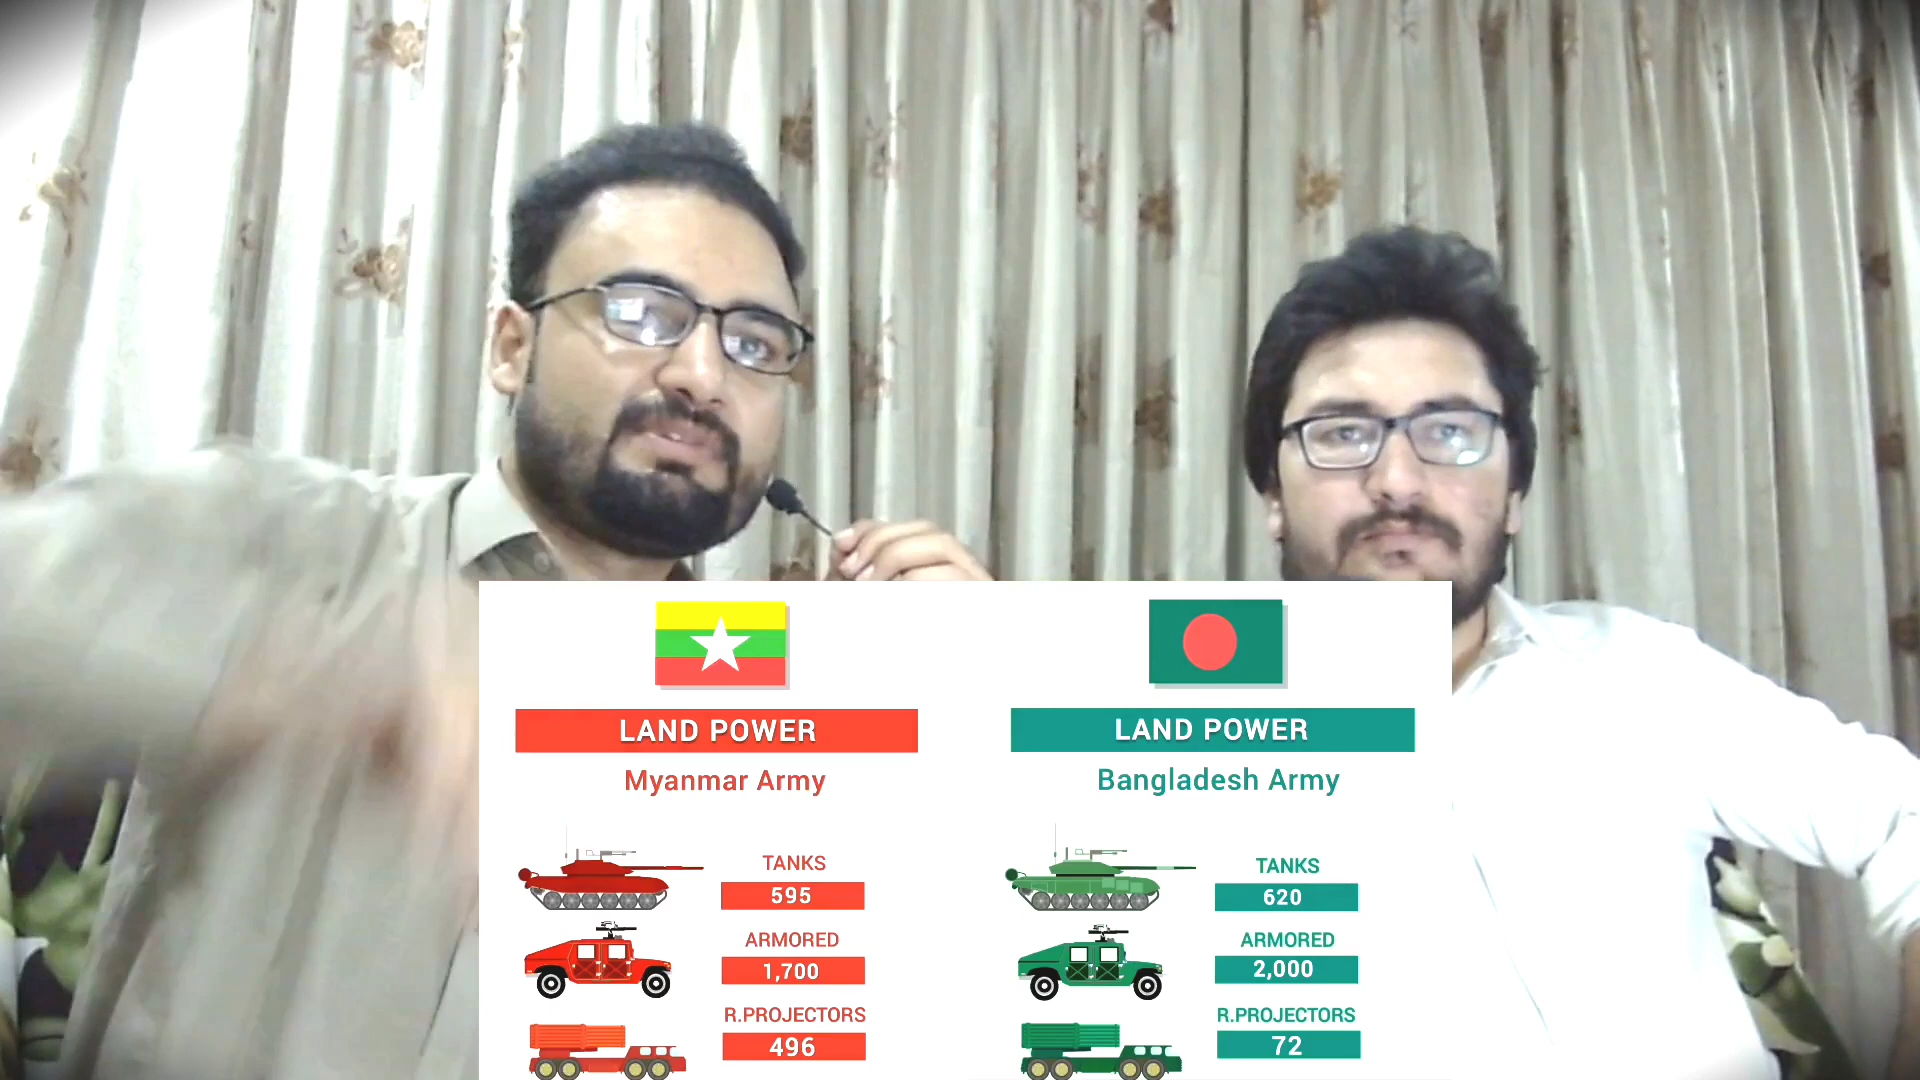 LAND POWER
Myanmar Army
TANKS
595
ARMORED
1,700
R.PROJECTORS
496
LAND POWER
Bangladesh Army
TANKS
620
ARMORED
2,000
R.PROJECTORS
72